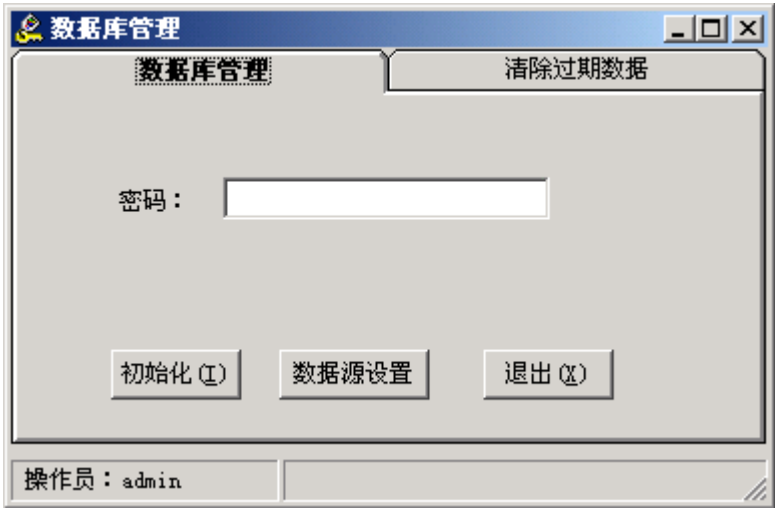 数据库管理
数据库管理 清除过期数据
密码：
初始化(I) 数据源设置 退出(X)
操作员：admin